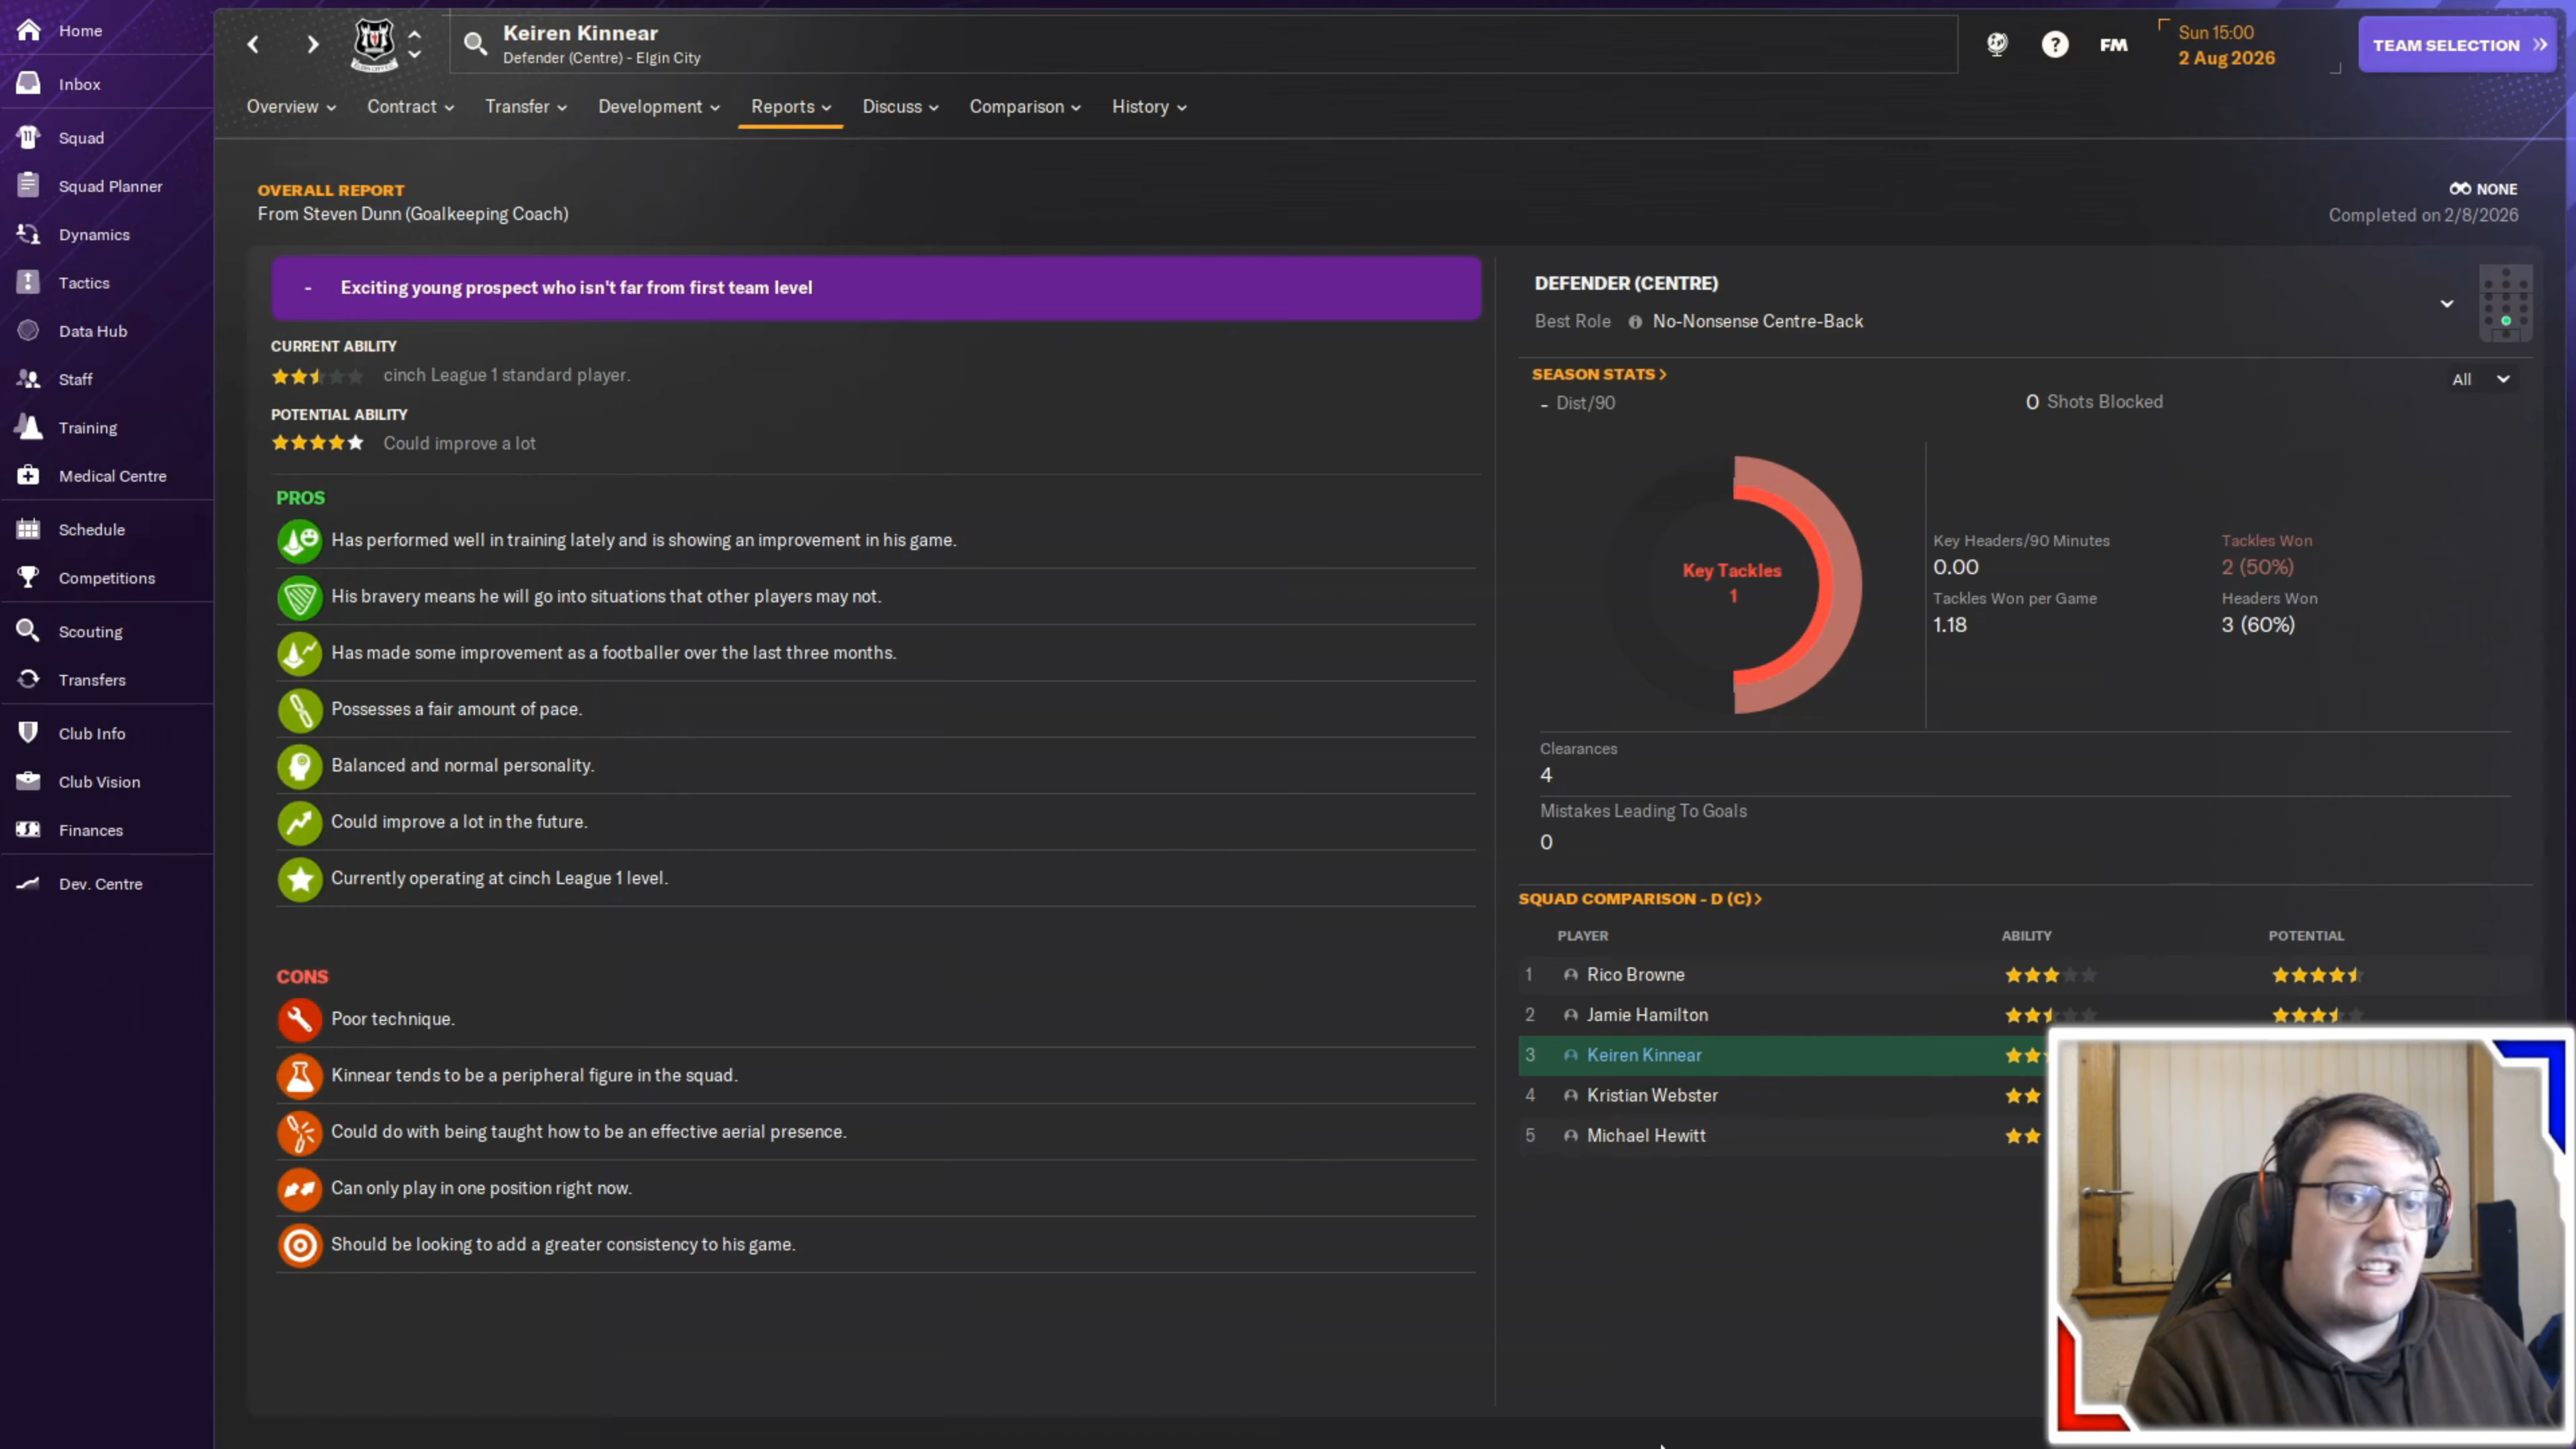 Home
Inbox
Squad
Squad Planner
Dynamics
Tactics
Data Hub
Staff
Training
Medical Centre
Schedule
Competitions
Scouting
Transfers
Club Info
Club Vision
Finances
Dev. Centre
Keiren Kinnear
Defender (Centre) - Elgin City
?
FM
Sun 15:00
2 Aug 2026
TEAM SELECTION
Overview
Contract
Transfer
Development
Reports
Discuss
Comparison
History
OVERALL REPORT
From Steven Dunn (Goalkeeping Coach)
NONE
Completed on 2/8/2026
- Exciting young prospect who isn't far from first team level
CURRENT ABILITY
cinch League 1 standard player.
POTENTIAL ABILITY
Could improve a lot
PROS
Has performed well in training lately and is showing an improvement in his game.
His bravery means he will go into situations that other players may not.
Has made some improvement as a footballer over the last three months.
Possesses a fair amount of pace.
Balanced and normal personality.
Could improve a lot in the future.
Currently operating at cinch League 1 level.
CONS
Poor technique.
Kinnear tends to be a peripheral figure in the squad.
Could do with being taught how to be an effective aerial presence.
Can only play in one position right now.
Should be looking to add a greater consistency to his game.
DEFENDER (CENTRE)
Best Role No-Nonsense Centre-Back
SEASON STATS >
All
- Dist/90
0 Shots Blocked
Key Tackles
1
Key Headers/90 Minutes
0.00
Tackles Won
2 (50%)
Tackles Won per Game
1.18
Headers Won
3 (60%)
Clearances
4
Mistakes Leading To Goals
0
SQUAD COMPARISON - D (C) >
PLAYER ABILITY POTENTIAL
1 Rico Browne
2 Jamie Hamilton
3 Keiren Kinnear
4 Kristian Webster
5 Michael Hewitt